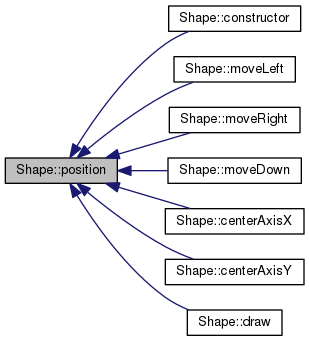 Shape::constructor
Shape::moveLeft
Shape::moveRight
Shape::position
Shape::moveDown
Shape::centerAxisX
Shape::centerAxisY
Shape::draw